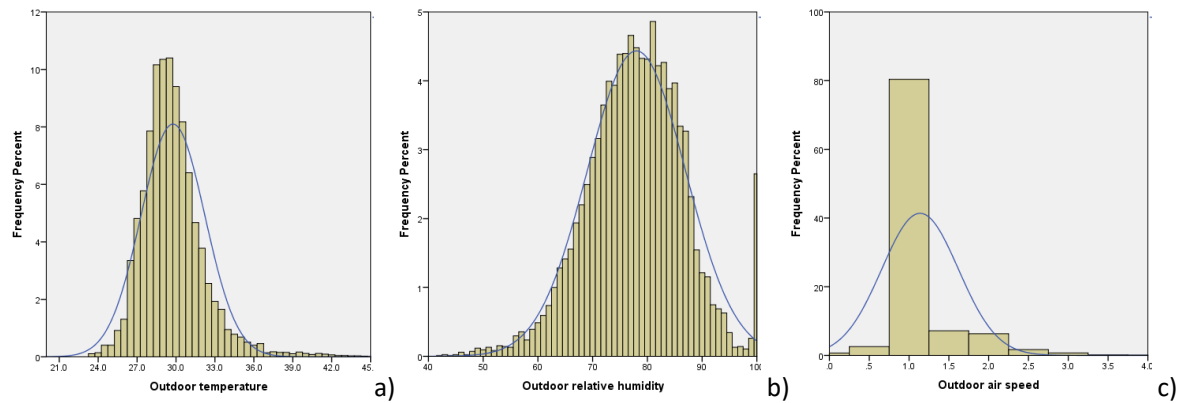 12
10
8
6
4
2
0
Frequency Percent
21.0 24.0 27.0 30.0 33.0 36.0 39.0 42.0 45.
Outdoor temperature
a)
5
4
3
2
1
0
Frequency Percent
40 50 60 70 80 90 100
Outdoor relative humidity
b)
100
80
60
40
20
0
Frequency Percent
.0 .5 1.0 1.5 2.0 2.5 3.0 3.5 4.0
Outdoor air speed
c)